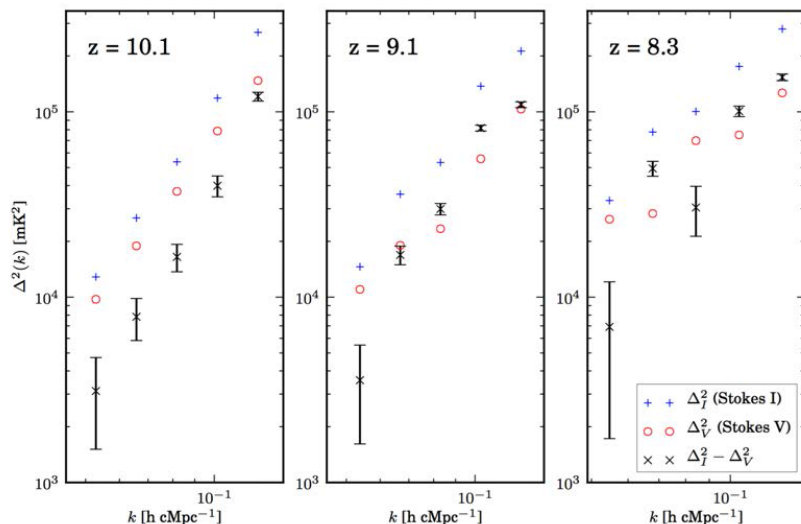 z = 10.1
z = 9.1
z = 8.3
Δ²(k) [mK²]
10⁵
10⁴
10³
10⁵
10⁴
10³
10⁵
10⁴
10³
Δ²_I (Stokes I)
Δ²_V (Stokes V)
Δ²_I − Δ²_V
10⁻¹
10⁻¹
10⁻¹
k [h cMpc⁻¹]
k [h cMpc⁻¹]
k [h cMpc⁻¹]